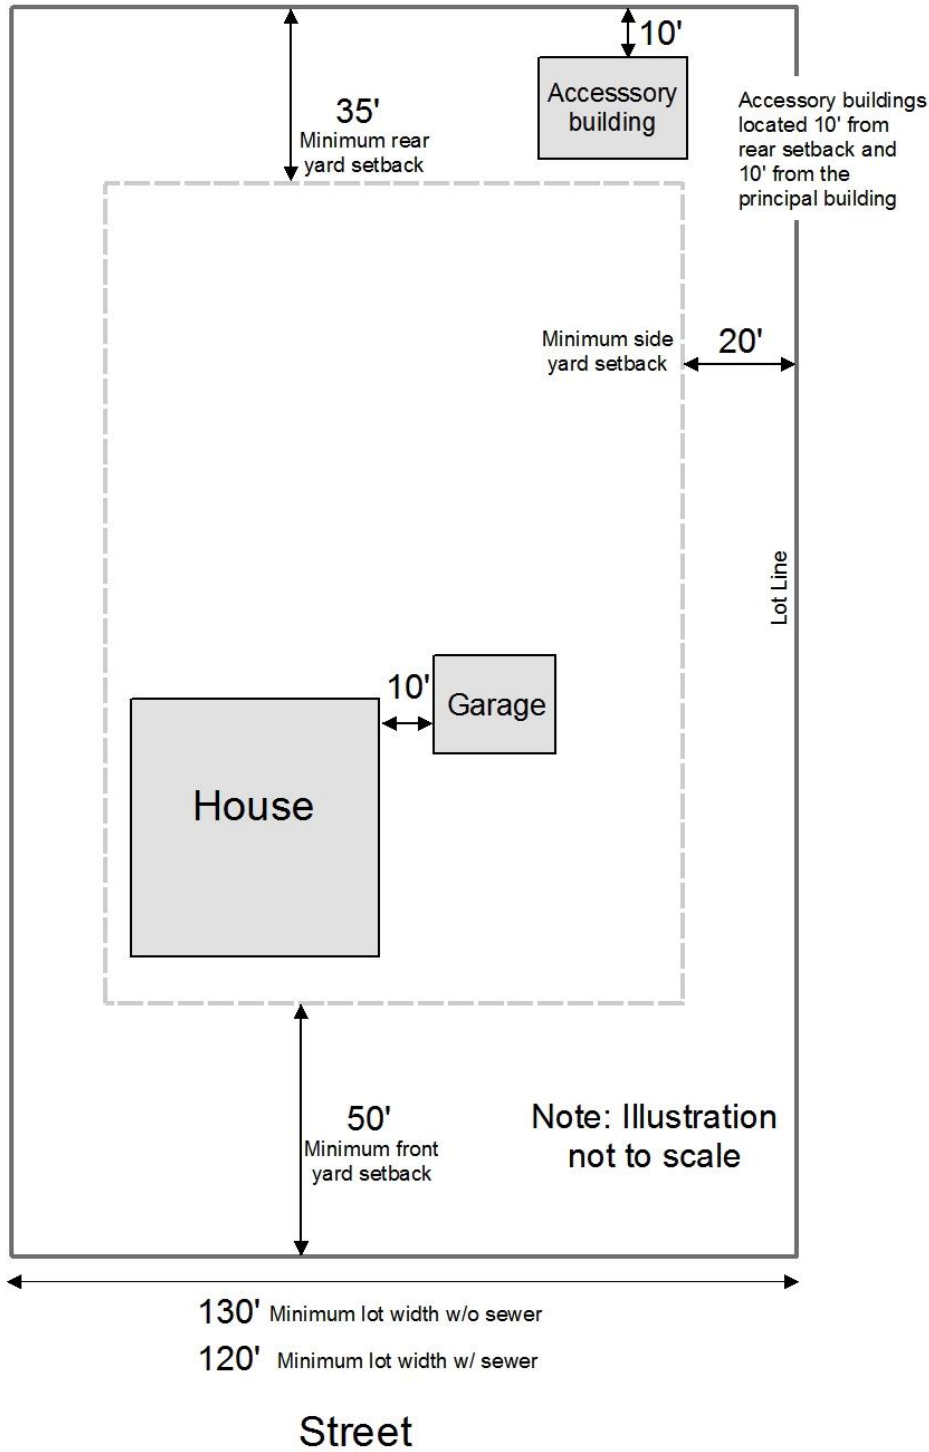 10'
Accesssory
building
35'
Minimum rear
yard setback
Accessory buildings
located 10' from
rear setback and
10' from the
principal building
Minimum side
yard setback
20'
Lot Line
10'
Garage
House
50'
Minimum front
yard setback
Note: Illustration
not to scale
130' Minimum lot width w/o sewer
120' Minimum lot width w/ sewer
Street